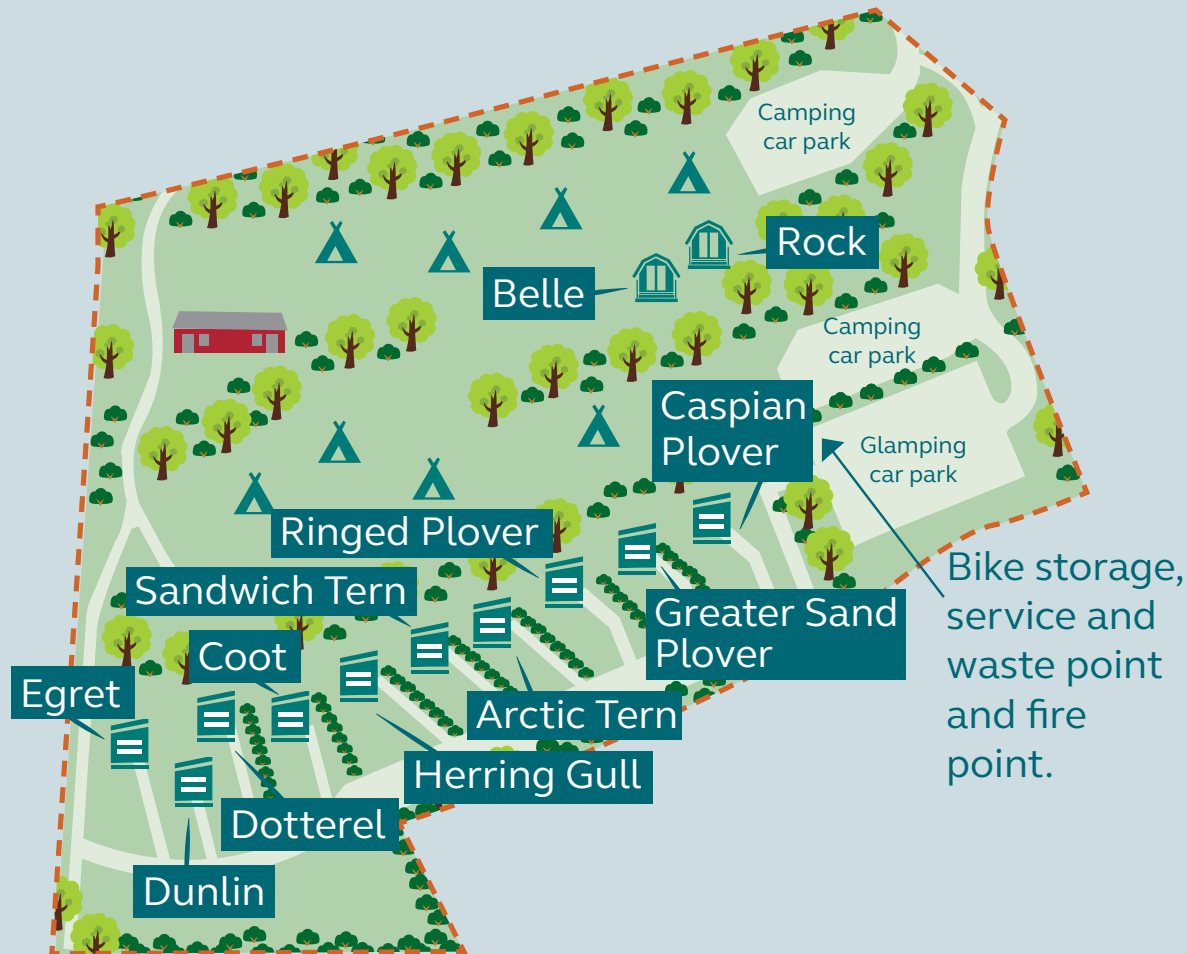 Camping
car park
Rock
Belle
Camping
car park
Caspian
Plover
Glamping
car park
Ringed Plover
Bike storage,
service and
waste point
and fire
point.
Sandwich Tern
Greater Sand
Plover
Coot
Egret
Arctic Tern
Herring Gull
Dotterel
Dunlin